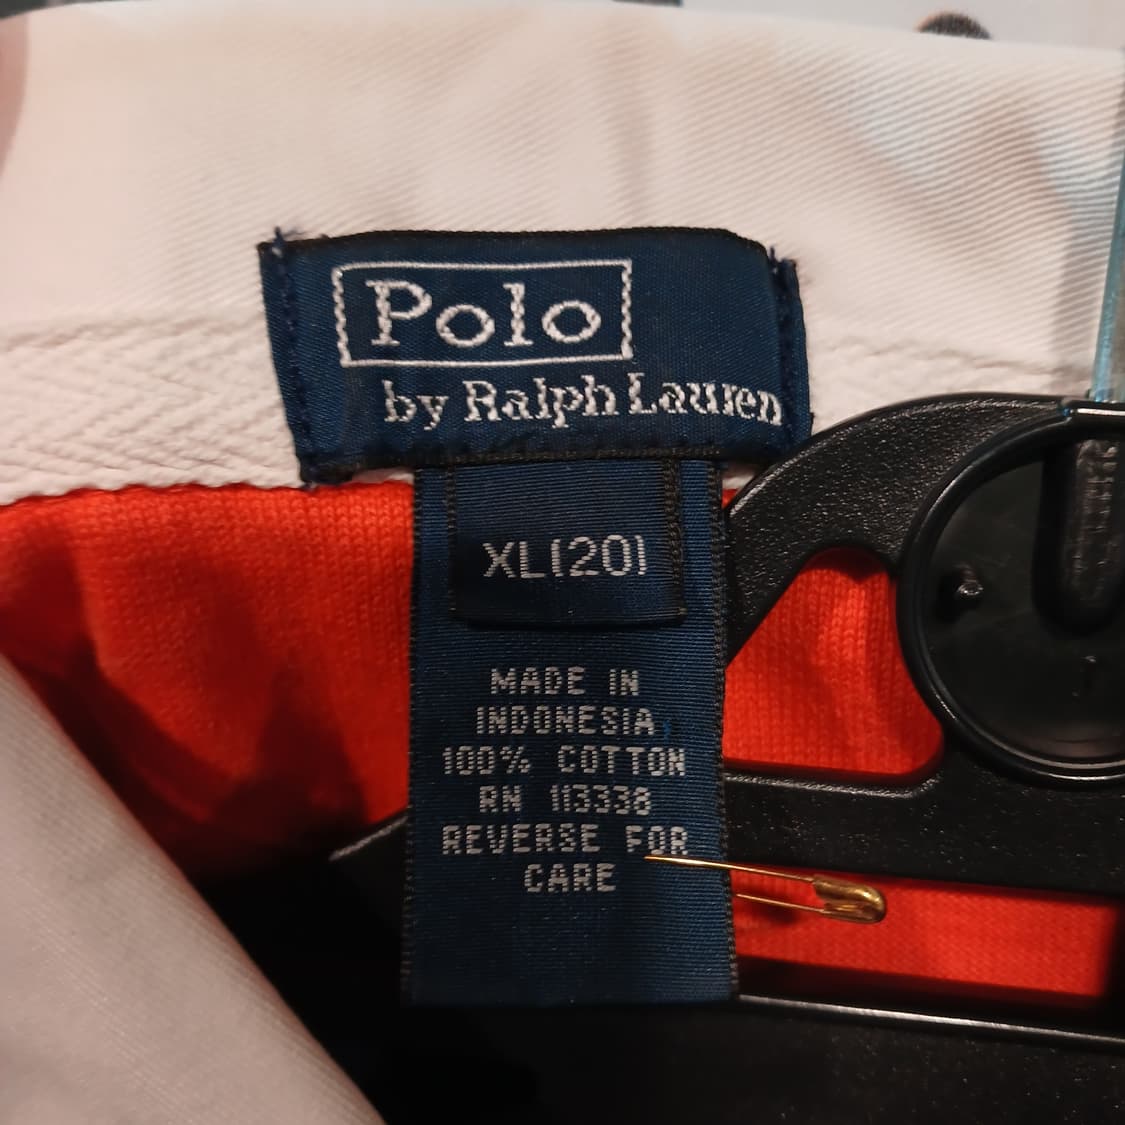 Polo
by Ralph Lauren
XL(20)
MADE IN
INDONESIA
100% COTTON
RN 113338
REVERSE FOR
CARE